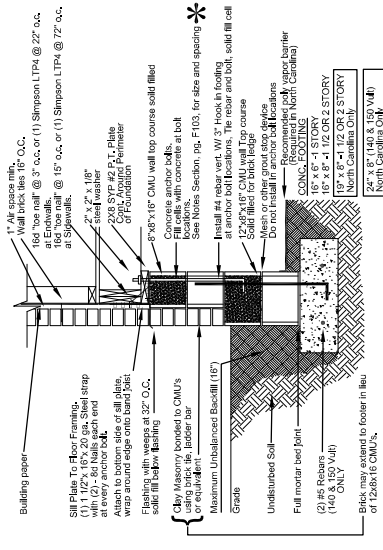 Building paper
1" Air space min.
Wall brick ties 16" O.C.
16d "toe nail" @ 3" o.c. or (1) Simpson LTP4 @ 22" o.c.
at Endwalls.
16d "toe nail" @ 15" o.c. or (1) Simpson LTP4 @ 72" o.c.
at Sidewalls.
2X8 SYP #2 P.T. Plate
Cont. Around Perimeter
of Foundation
2" x 2" x 1/8"
steel washer
8"x8"x16" CMU wall top course solid filled
Concrete anchor bolts.
Fill cells with concrete at bolt
locations.
See Notes Section, pg. F103, for size and spacing
*
Install #4 rebar vert. W/ 3" Hook in footing
at anchor bolt locations, Tie rebar and bolt, solid fill cell
12"x8"x16" CMU wall Top course
Solid filled for brick ledge
Mesh or other grout stop device
Do not install in anchor bolt locations
Recommended poly vapor barrier
(Required in North Carolina)
CONC. FOOTING
16" x 6" -1 STORY
16" x 8" -1 1/2 OR 2 STORY
19" x 8" -1 1/2 OR 2 STORY
North Carolina Only
24" x 8" (140 & 150 Vult)
North Carolina Only
Sill Plate To Floor Framing.
(1) 1 1/2"x 16"x 20 ga. Steel strap
with (2) - 8d Nails each end
at every anchor bolt.
Attach to bottom side of sill plate,
wrap around edge onto band joist
Flashing with weeps at 32" O.C.
solid fill below flashing
Clay Masonry bonded to CMU's
using brick tie, ladder bar
or equivalent
Maximum Unbalanced Backfill (16")
Grade
Undisturbed Soil
Full mortar bed joint
(2) #5 Rebars
(140 & 150 Vult)
ONLY
Brick may extend to footer in lieu
of 12x8x16 CMU's.